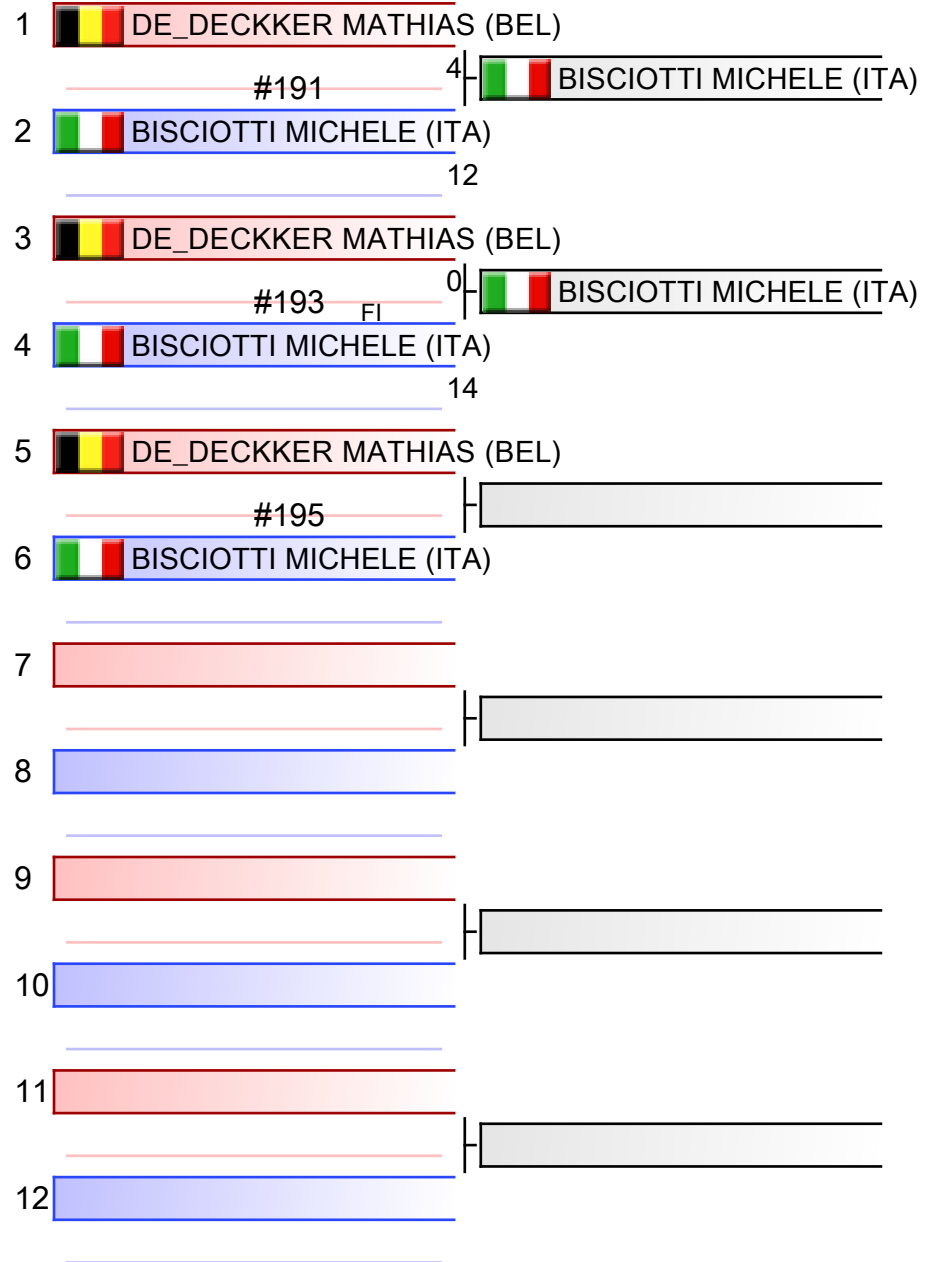 1 DE_DECKKER MATHIAS (BEL)
4 BISCIOTTI MICHELE (ITA)
#191
2 BISCIOTTI MICHELE (ITA)
12
3 DE_DECKKER MATHIAS (BEL)
0 BISCIOTTI MICHELE (ITA)
#193 FI
4 BISCIOTTI MICHELE (ITA)
14
5 DE_DECKKER MATHIAS (BEL)
#195
6 BISCIOTTI MICHELE (ITA)
7
8
9
10
11
12